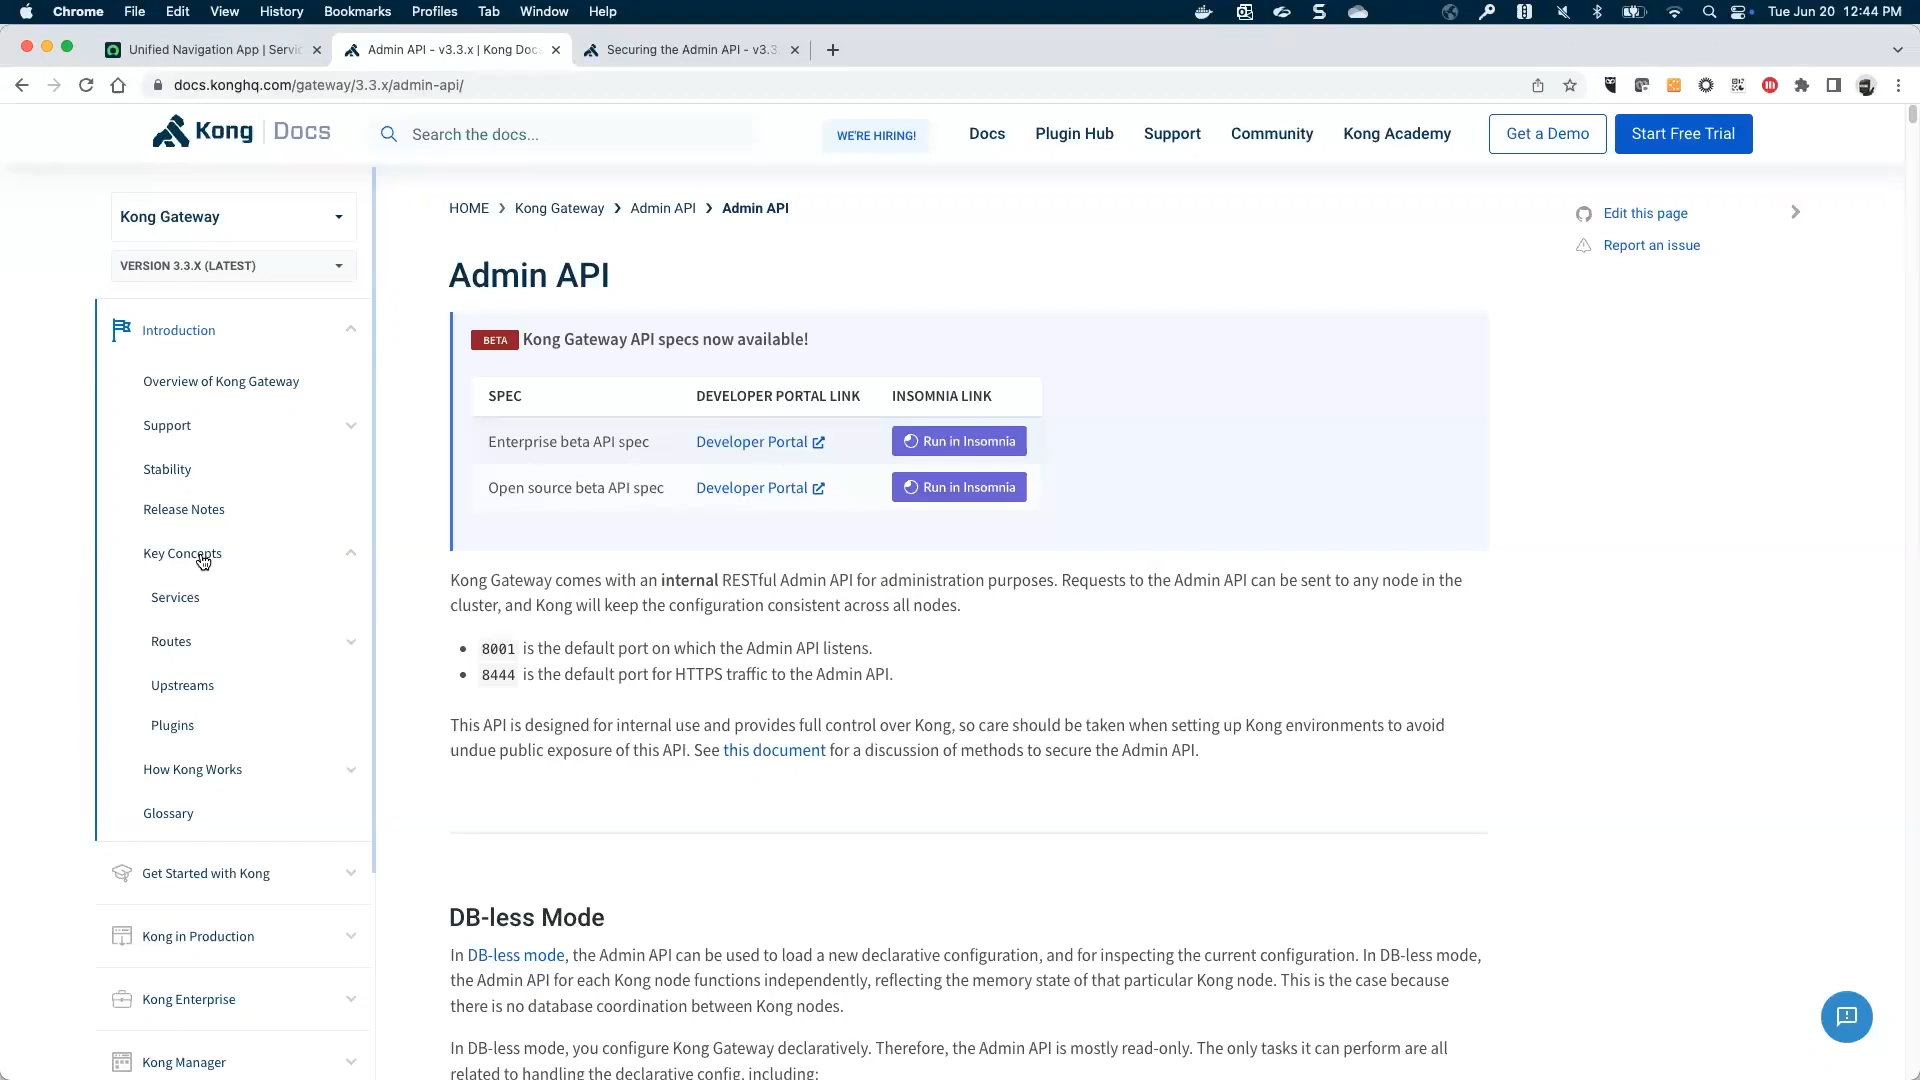 Chrome File Edit View History Bookmarks Profiles Tab Window Help Tue Jun 20 12:44 PM
Unified Navigation App | Servic Admin API - v3.3.x | Kong Docs Securing the Admin API - v3.3
docs.konghq.com/gateway/3.3.x/admin-api/
Kong Docs Search the docs... WE'RE HIRING! Docs Plugin Hub Support Community Kong Academy Get a Demo Start Free Trial
Kong Gateway
VERSION 3.3.X (LATEST)
Introduction
Overview of Kong Gateway
Support
Stability
Release Notes
Key Concepts
Services
Routes
Upstreams
Plugins
How Kong Works
Glossary
Get Started with Kong
Kong in Production
Kong Enterprise
Kong Manager
HOME > Kong Gateway > Admin API > Admin API
Admin API
BETA Kong Gateway API specs now available!
SPEC DEVELOPER PORTAL LINK INSOMNIA LINK
Enterprise beta API spec Developer Portal Run in Insomnia
Open source beta API spec Developer Portal Run in Insomnia
Kong Gateway comes with an internal RESTful Admin API for administration purposes. Requests to the Admin API can be sent to any node in the
cluster, and Kong will keep the configuration consistent across all nodes.
• 8001 is the default port on which the Admin API listens.
• 8444 is the default port for HTTPS traffic to the Admin API.
This API is designed for internal use and provides full control over Kong, so care should be taken when setting up Kong environments to avoid
undue public exposure of this API. See this document for a discussion of methods to secure the Admin API.
DB-less Mode
In DB-less mode, the Admin API can be used to load a new declarative configuration, and for inspecting the current configuration. In DB-less mode,
the Admin API for each Kong node functions independently, reflecting the memory state of that particular Kong node. This is the case because
there is no database coordination between Kong nodes.
In DB-less mode, you configure Kong Gateway declaratively. Therefore, the Admin API is mostly read-only. The only tasks it can perform are all
related to handling the declarative config, including:
Edit this page
Report an issue